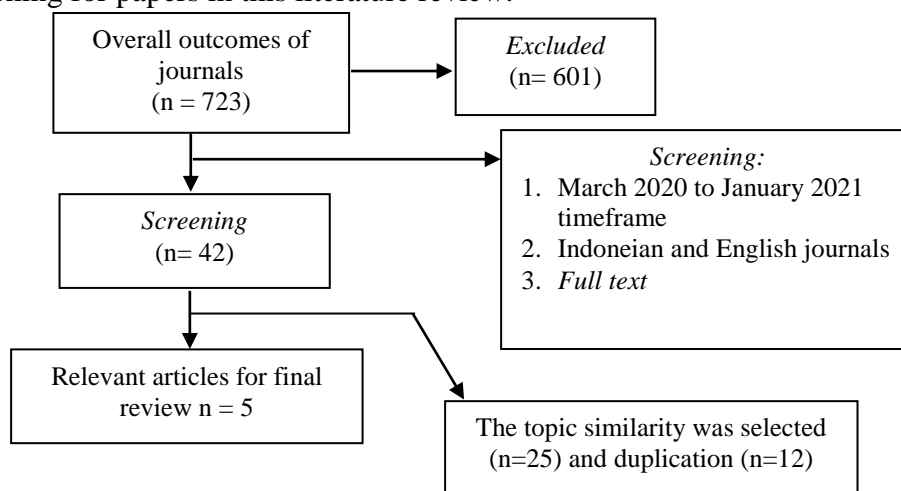 Overall outcomes of
journals
(n = 723)
Excluded
(n= 601)
Screening:
1. March 2020 to January 2021
timeframe
2. Indoneian and English journals
3. Full text
Screening
(n= 42)
Relevant articles for final
review n = 5
The topic similarity was selected
(n=25) and duplication (n=12)